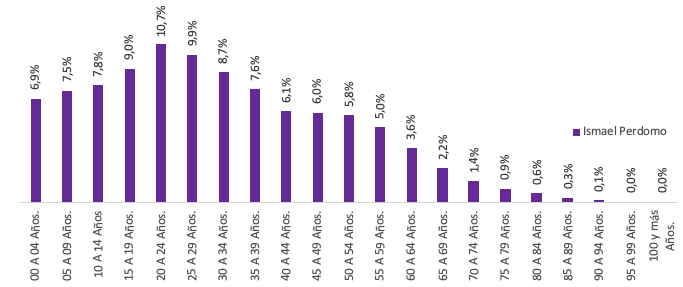 6,9%
7,5%
7,8%
9,0%
10,7%
9,9%
8,7%
7,6%
6,1%
6,0%
5,8%
5,0%
3,6%
2,2%
1,4%
0,9%
0,6%
0,3%
0,1%
0,0%
0,0%
Ismael Perdomo
00 A 04 Años.
05 A 09 Años.
10 A 14 Años
15 A 19 Años.
20 A 24 Años.
25 A 29 Años.
30 A 34 Años.
35 A 39 Años.
40 A 44 Años.
45 A 49 Años.
50 A 54 Años.
55 A 59 Años.
60 A 64 Años.
65 A 69 Años.
70 A 74 Años.
75 A 79 Años.
80 A 84 Años.
85 A 89 Años.
90 A 94 Años.
95 A 99 Años.
100 y más
Años.